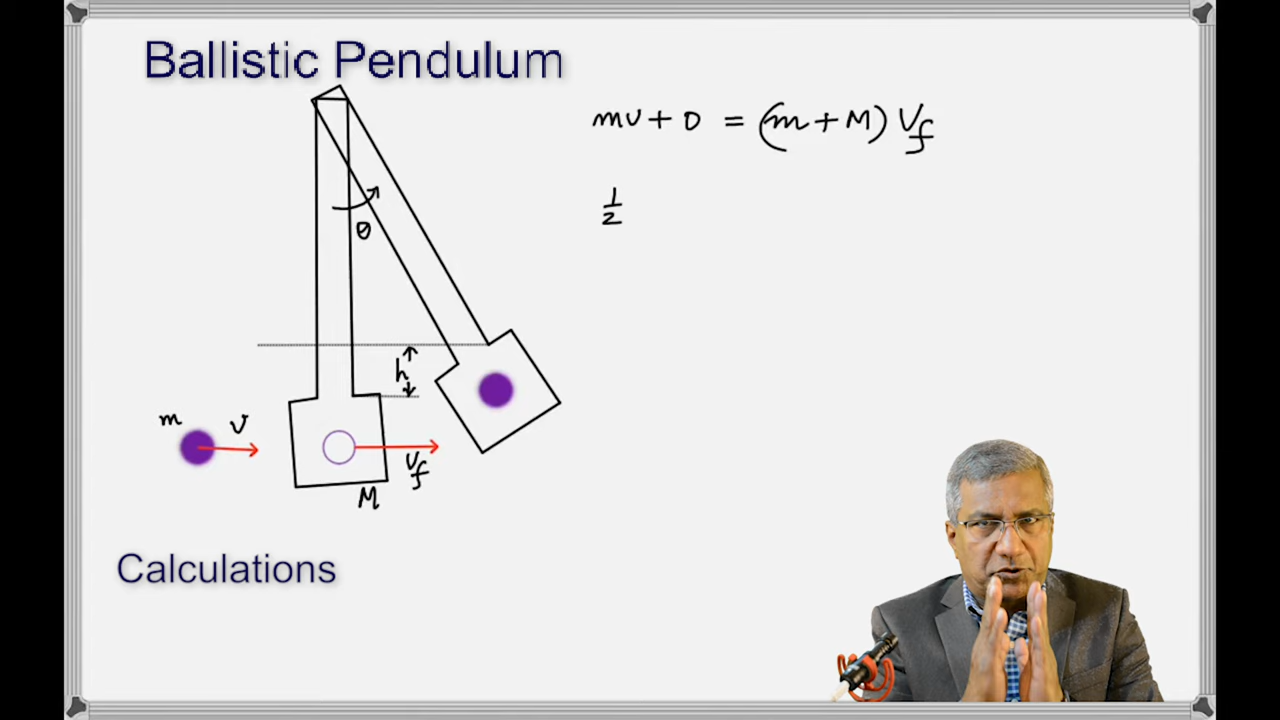 Ballistic Pendulum
mv + 0 = (m + M) Vf
1/2
θ
h
m
v
Vf
M
Calculations